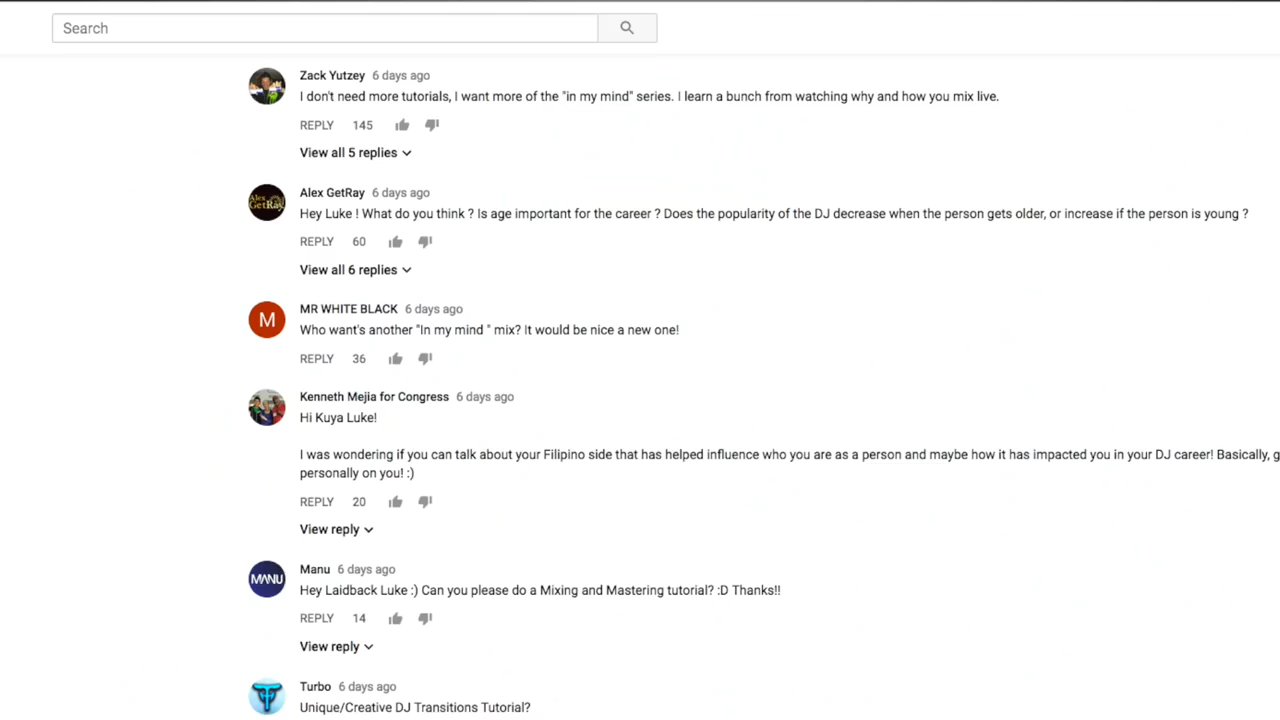 Search
Zack Yutzey 6 days ago
I don't need more tutorials, I want more of the "in my mind" series. I learn a bunch from watching why and how you mix live.
REPLY 145
View all 5 replies
Alex GetRay
Alex GetRay 6 days ago
Hey Luke ! What do you think ? Is age important for the career ? Does the popularity of the DJ decrease when the person gets older, or increase if the person is young ?
REPLY 60
View all 6 replies
M
MR WHITE BLACK 6 days ago
Who want's another "In my mind " mix? It would be nice a new one!
REPLY 36
Kenneth Mejia for Congress 6 days ago
Hi Kuya Luke!
I was wondering if you can talk about your Filipino side that has helped influence who you are as a person and maybe how it has impacted you in your DJ career! Basically, g
personally on you! :)
REPLY 20
View reply
MANU
Manu 6 days ago
Hey Laidback Luke :) Can you please do a Mixing and Mastering tutorial? :D Thanks!!
REPLY 14
View reply
Turbo 6 days ago
Unique/Creative DJ Transitions Tutorial?